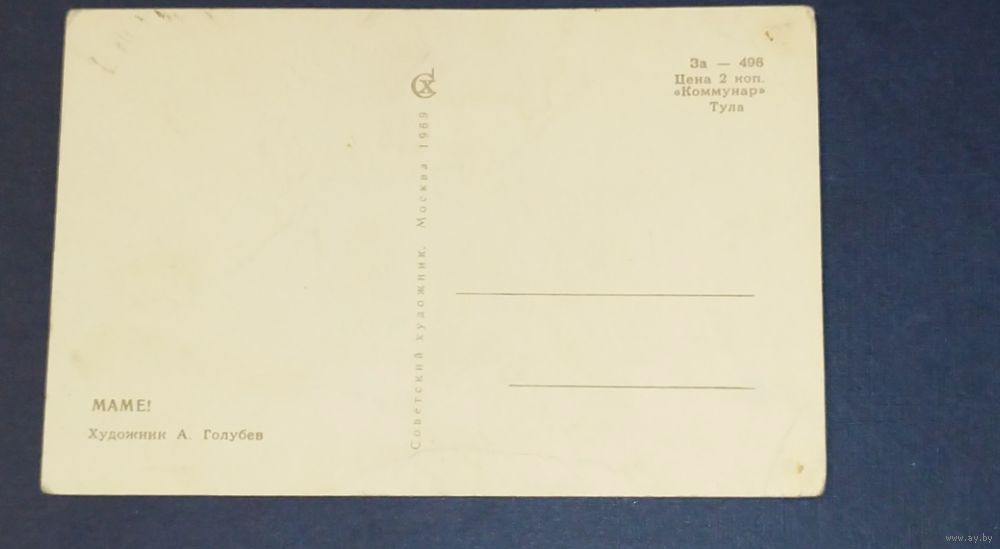 За — 496
Цена 2 коп.
«Коммунар»
Тула
СХ
Советский художник. Москва 1969
МАМЕ!
Художник А. Голубев
www.ay.by